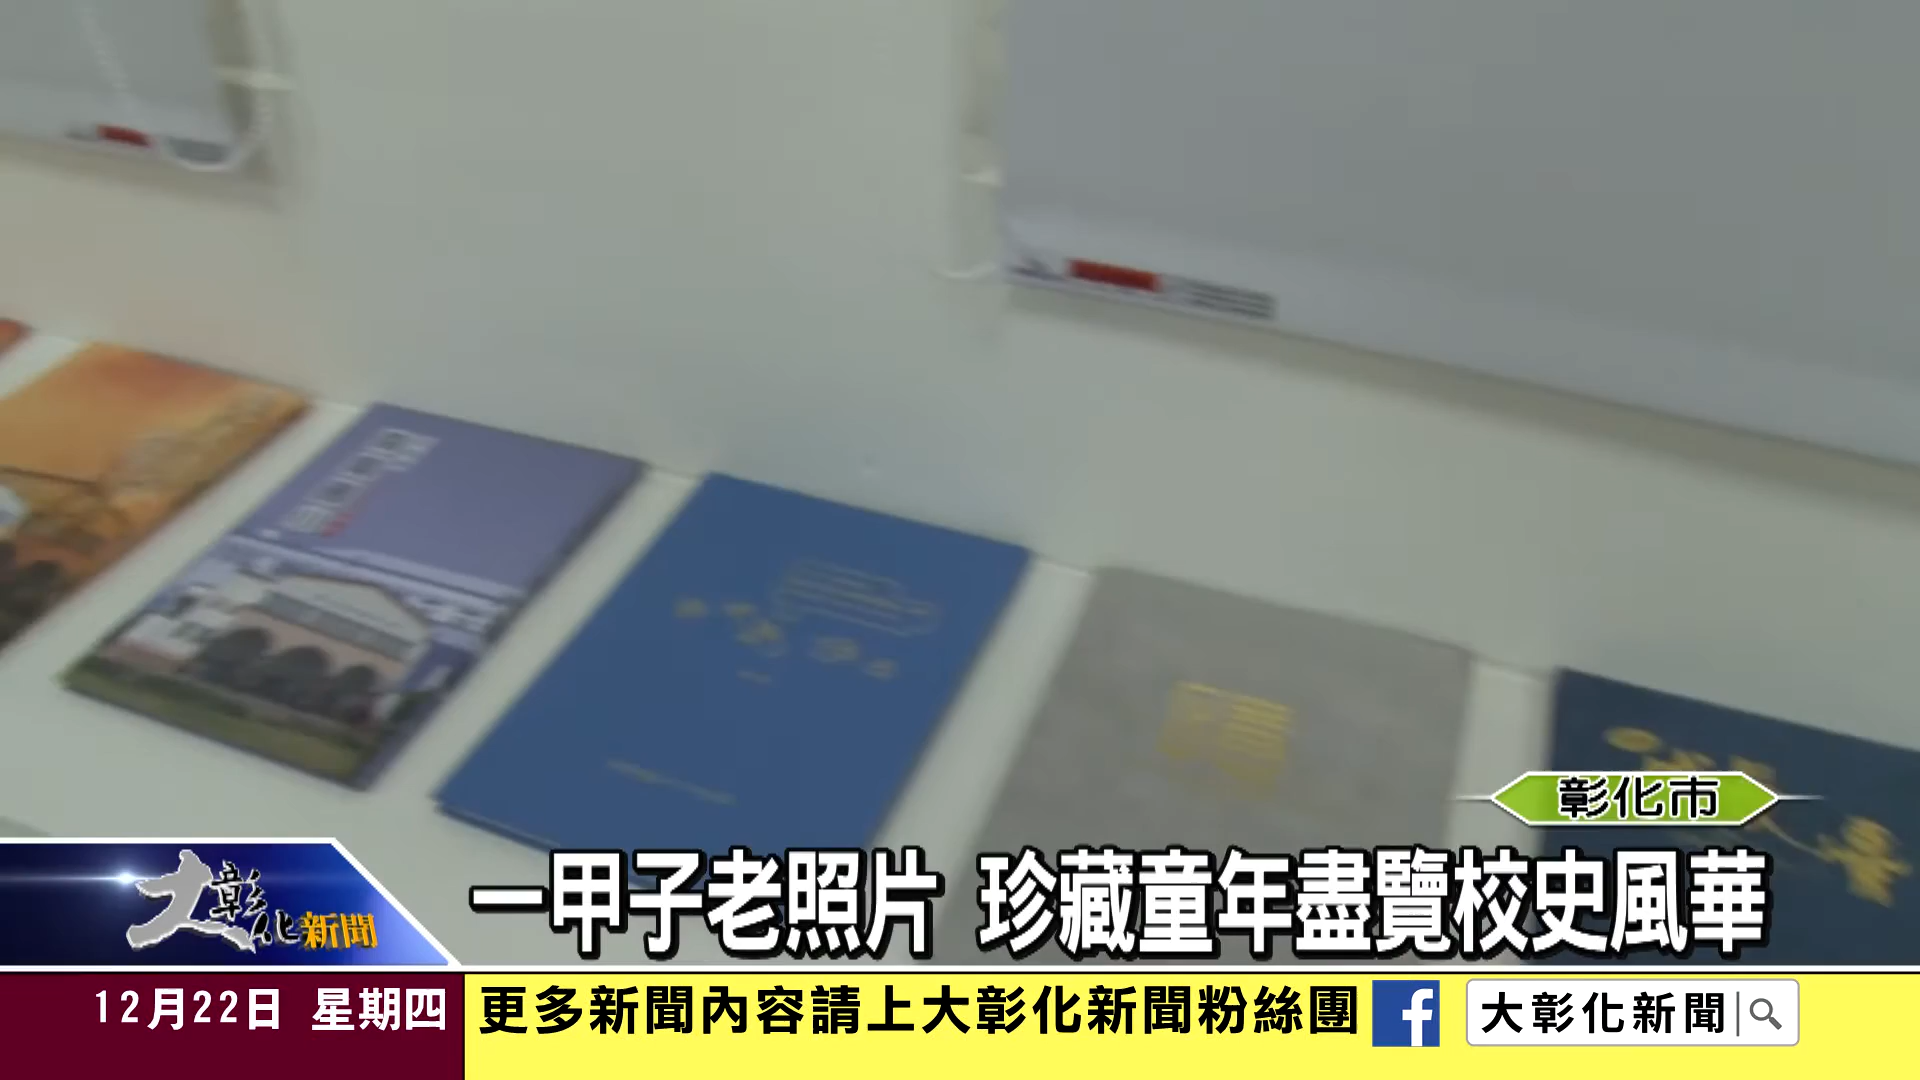 彰化市
大彰化新聞
一甲子老照片 珍藏童年盡覽校史風華
12月22日 星期四
更多新聞內容請上大彰化新聞粉絲團
f
大彰化新聞